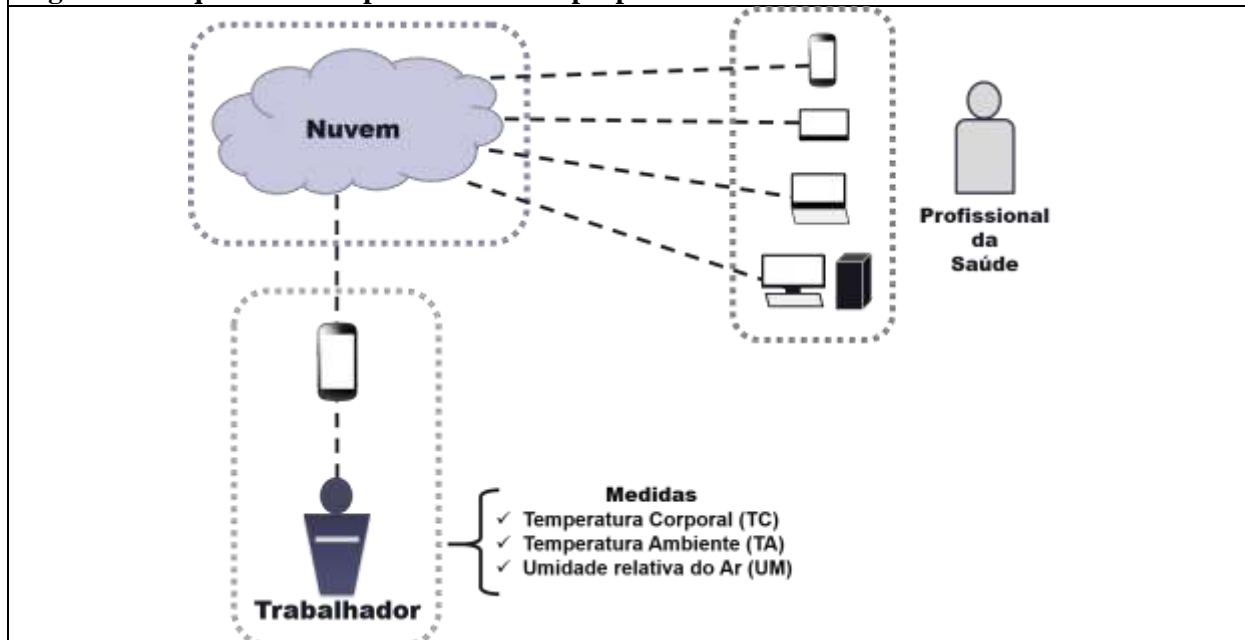 Nuvem
Profissional
da
Saúde
Medidas
✓ Temperatura Corporal (TC)
✓ Temperatura Ambiente (TA)
✓ Umidade relativa do Ar (UM)
Trabalhador